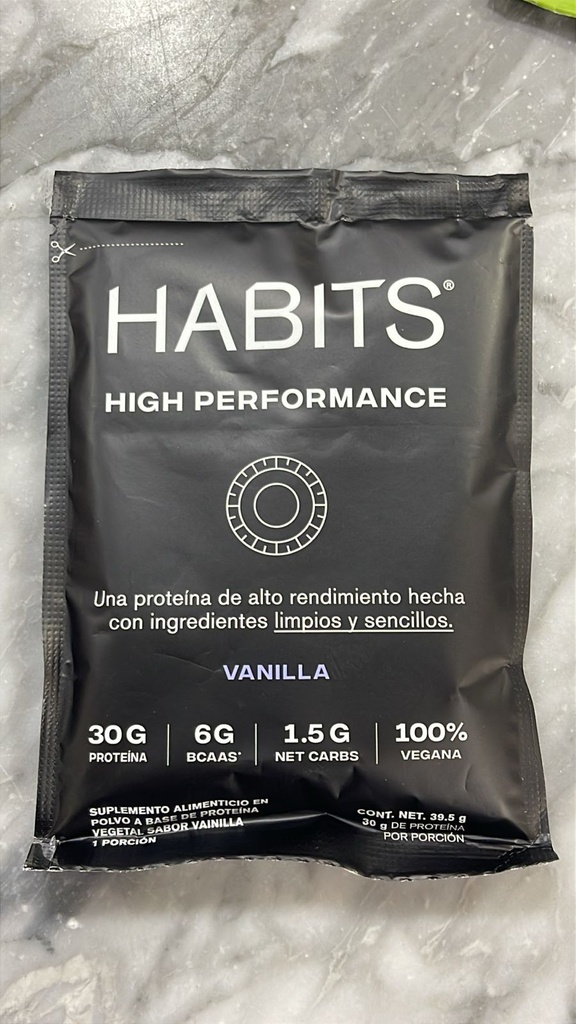 HABITS®
HIGH PERFORMANCE
Una proteína de alto rendimiento hecha
con ingredientes limpios y sencillos.
VANILLA
30 G
PROTEÍNA
6 G
BCAAS*
1.5 G
NET CARBS
100%
VEGANA
SUPLEMENTO ALIMENTICIO EN
POLVO A BASE DE PROTEÍNA
VEGETAL SABOR VAINILLA
1 PORCIÓN
CONT. NET. 39.5 g
30 g DE PROTEÍNA
POR PORCIÓN